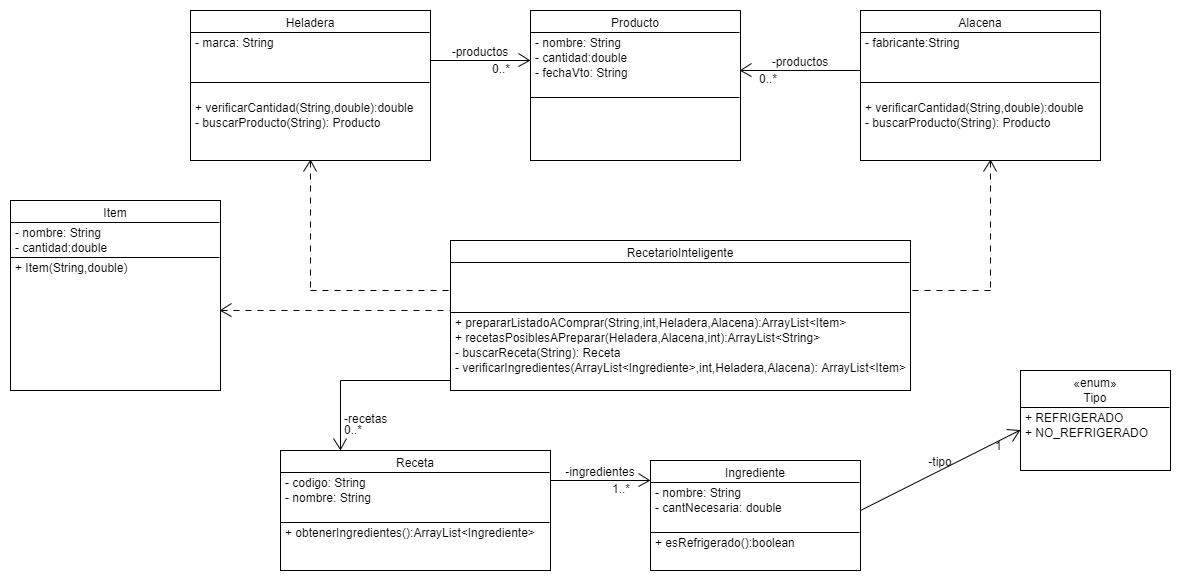 Heladera
- marca: String
+ verificarCantidad(String,double):double
- buscarProducto(String): Producto
-productos
0..*
Producto
- nombre: String
- cantidad:double
- fechaVto: String
-productos
0..*
Alacena
- fabricante:String
+ verificarCantidad(String,double):double
- buscarProducto(String): Producto
Item
- nombre: String
- cantidad:double
+ Item(String,double)
RecetarioInteligente
+ prepararListadoAComprar(String,int,Heladera,Alacena):ArrayList<Item>
+ recetasPosiblesAPreparar(Heladera,Alacena,int):ArrayList<String>
- buscarReceta(String): Receta
- verificarIngredientes(ArrayList<Ingrediente>,int,Heladera,Alacena): ArrayList<Item>
-recetas
0..*
Receta
- codigo: String
- nombre: String
+ obtenerIngredientes():ArrayList<Ingrediente>
-ingredientes
1..*
Ingrediente
- nombre: String
- cantNecesaria: double
+ esRefrigerado():boolean
-tipo
1
«enum»
Tipo
+ REFRIGERADO
+ NO_REFRIGERADO